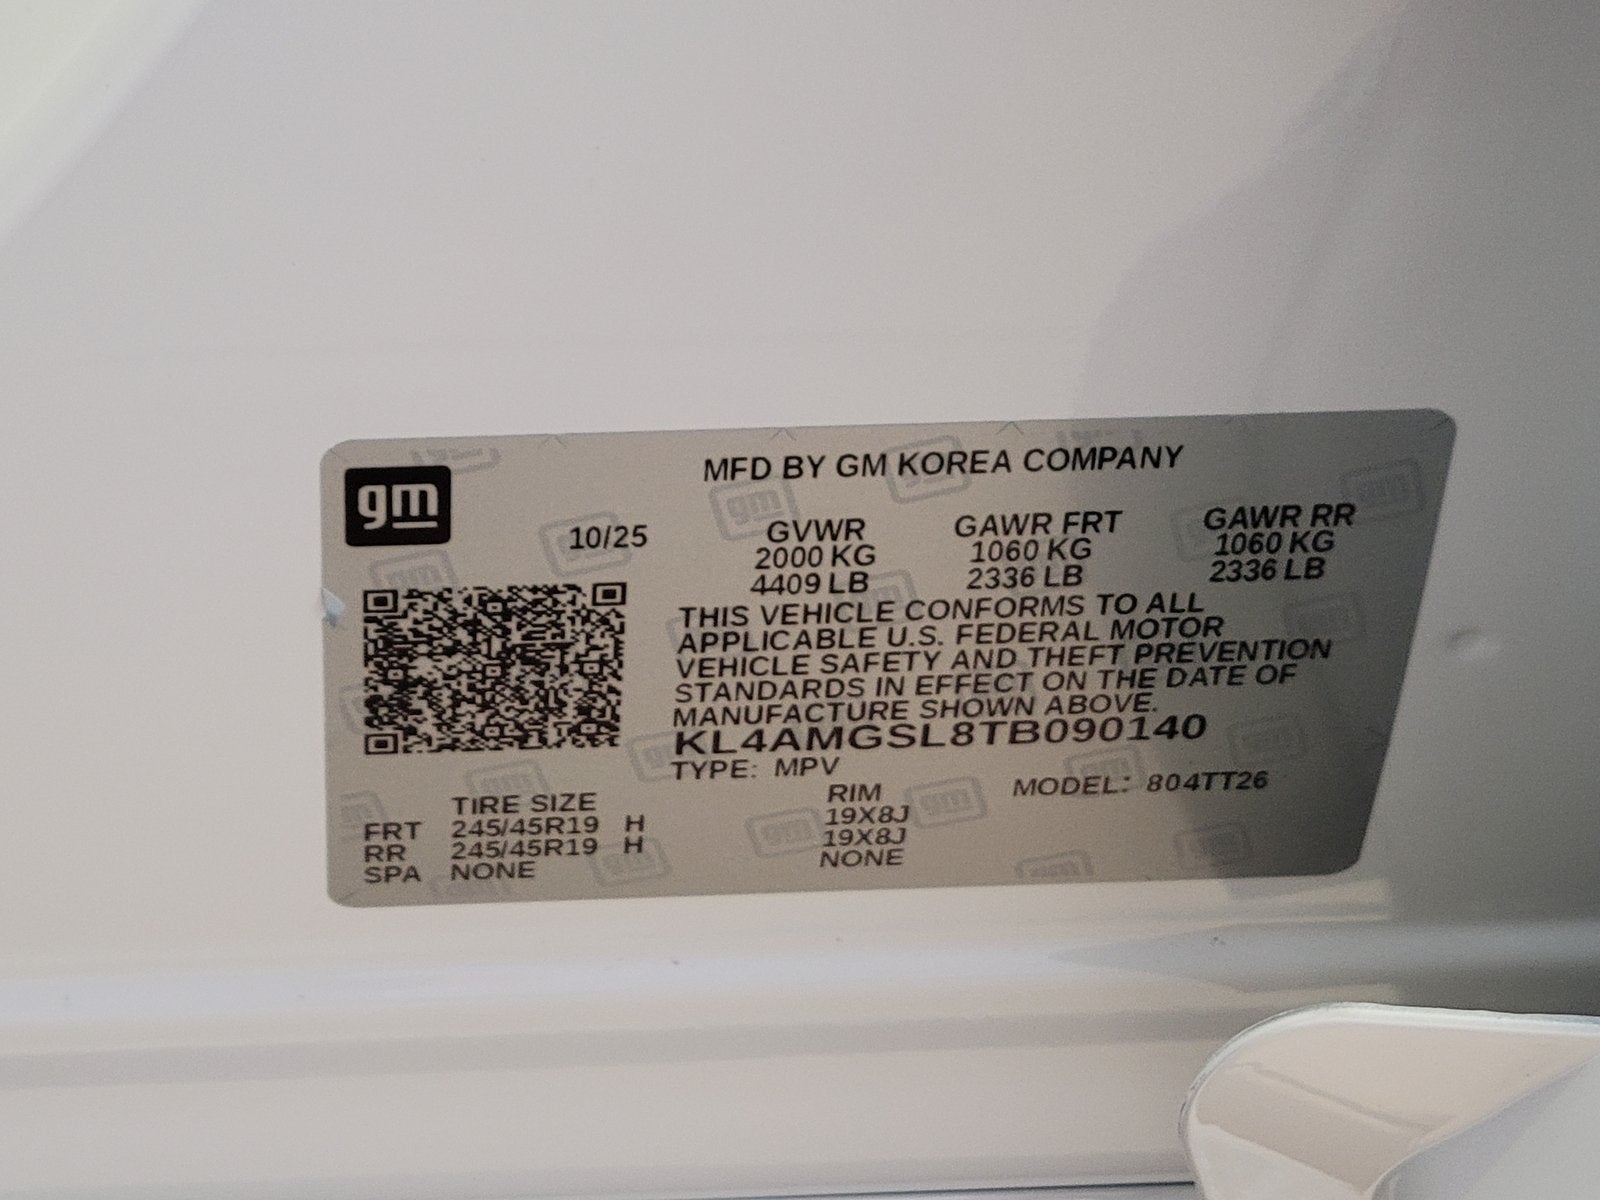 gm
MFD BY GM KOREA COMPANY
10/25 GVWR GAWR FRT GAWR RR
2000 KG 1060 KG 1060 KG
4409 LB 2336 LB 2336 LB
THIS VEHICLE CONFORMS TO ALL
APPLICABLE U.S. FEDERAL MOTOR
VEHICLE SAFETY AND THEFT PREVENTION
STANDARDS IN EFFECT ON THE DATE OF
MANUFACTURE SHOWN ABOVE.
KL4AMGSL8TB090140
TYPE: MPV
TIRE SIZE RIM MODEL: 804TT26
FRT 245/45R19 H 19X8J
RR 245/45R19 H 19X8J
SPA NONE NONE